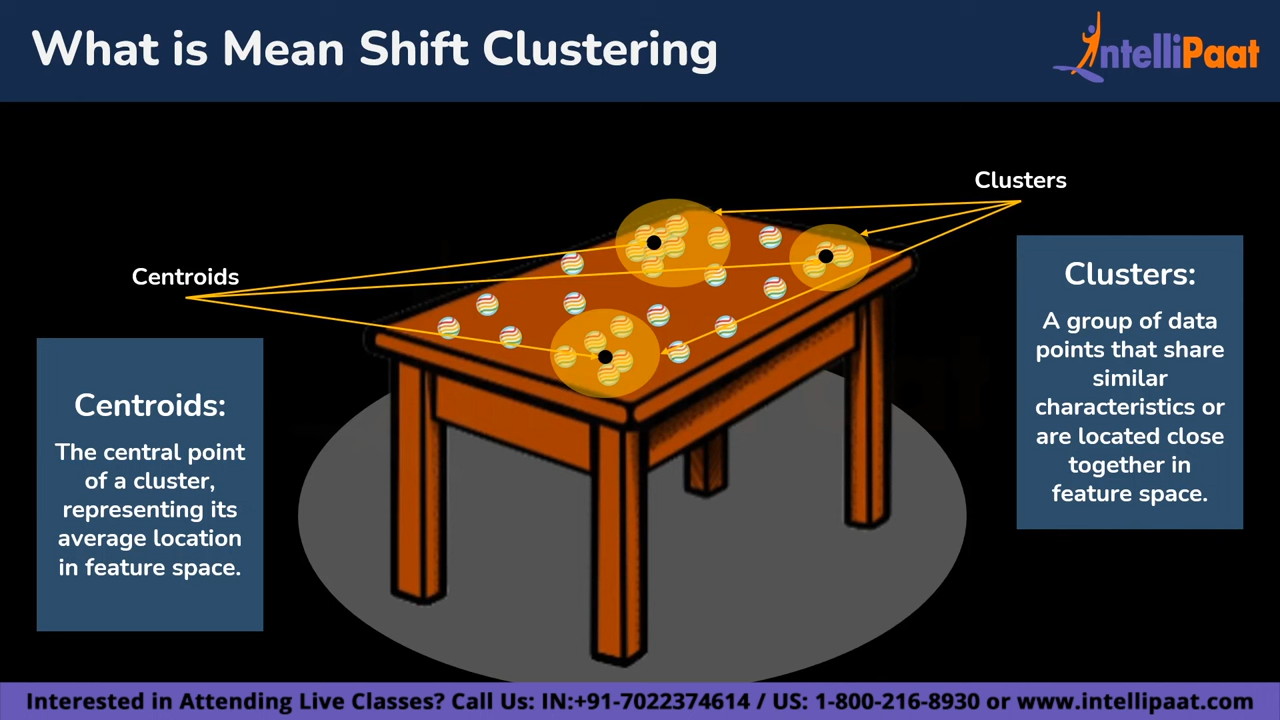 What is Mean Shift Clustering
IntelliPaat
Clusters
Centroids
Clusters:
A group of data
points that share
similar
characteristics or
are located close
together in
feature space.
Centroids:
The central point
of a cluster,
representing its
average location
in feature space.
Interested in Attending Live Classes? Call Us: IN:+91-7022374614 / US: 1-800-216-8930 or www.intellipaat.com